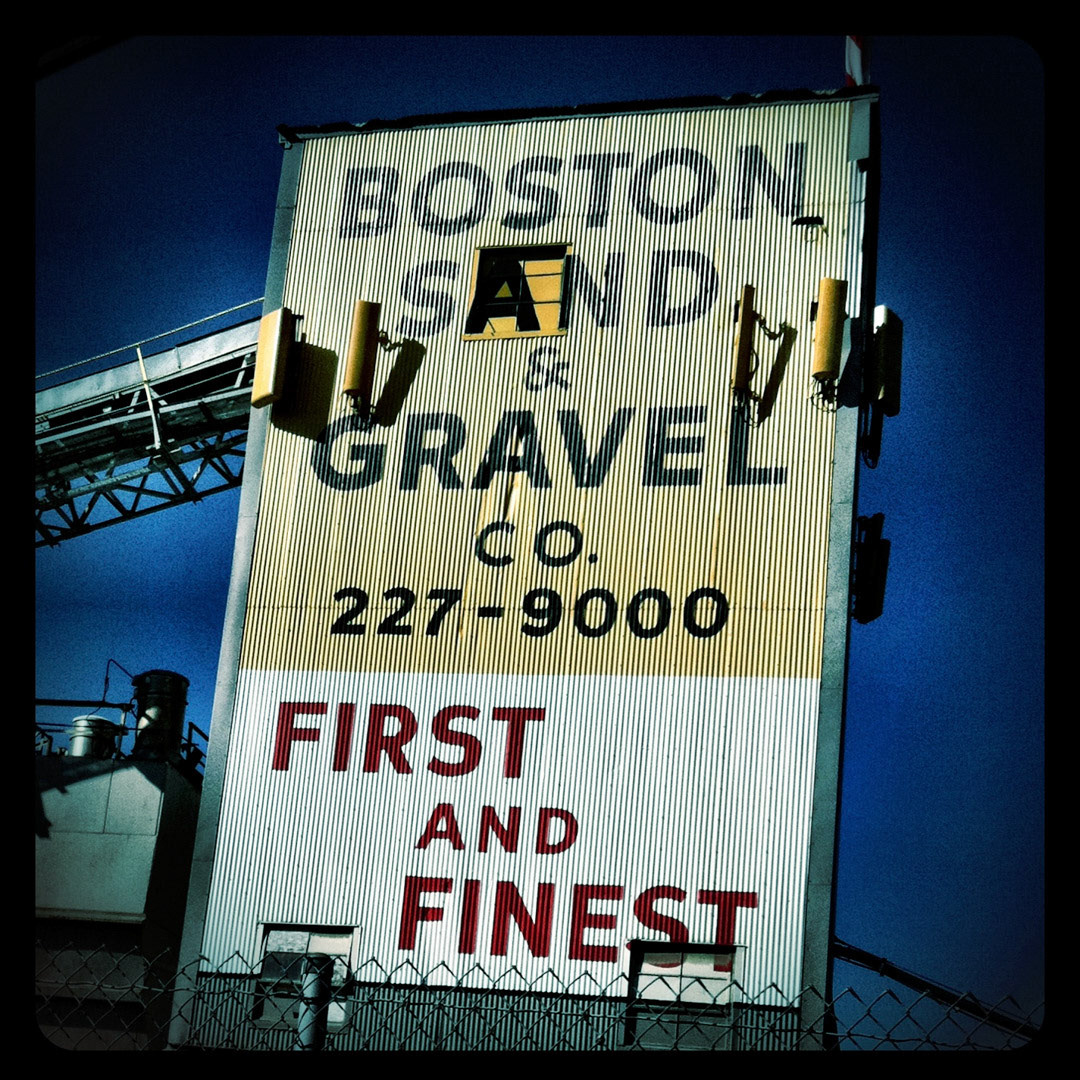 BOSTON
SAND
&
GRAVEL
CO.
227-9000
FIRST
AND
FINEST